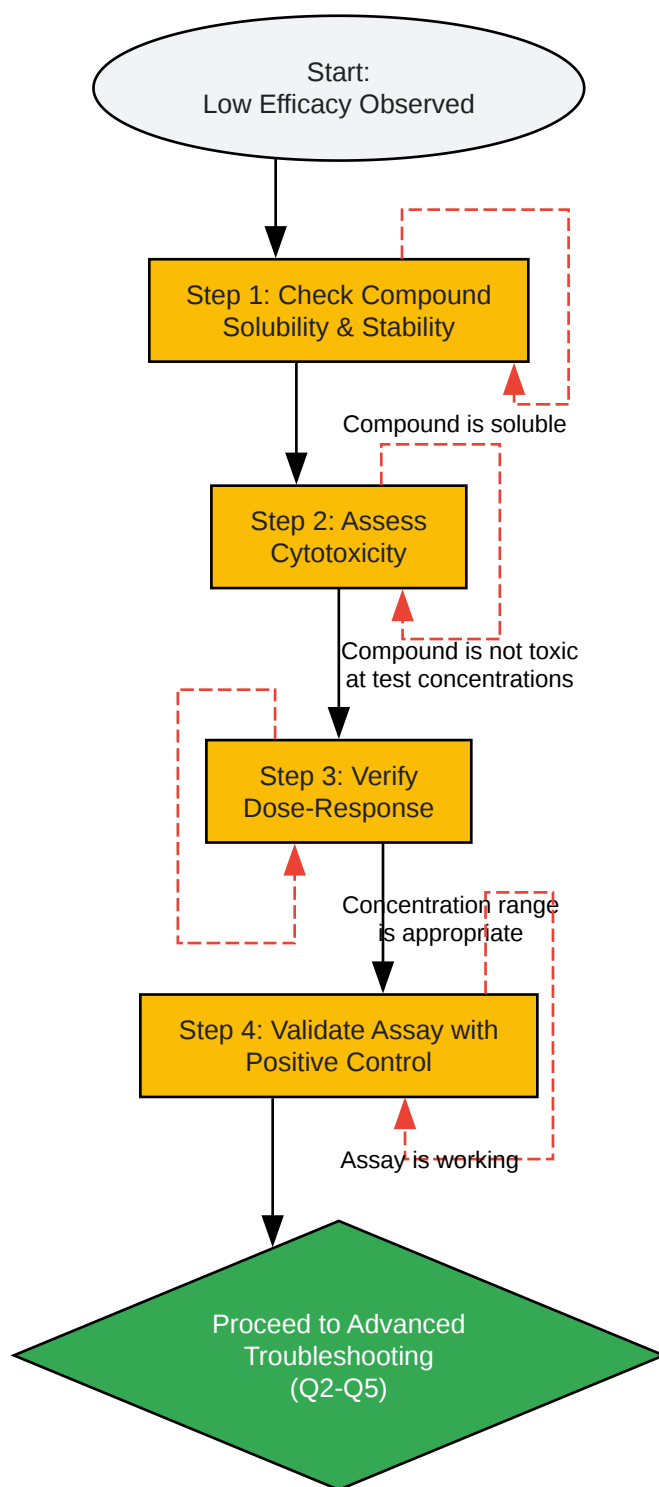 Start:
Low Efficacy Observed
Step 1: Check Compound
Solubility & Stability
Compound is soluble
Step 2: Assess
Cytotoxicity
Compound is not toxic
at test concentrations
Step 3: Verify
Dose-Response
Concentration range
is appropriate
Step 4: Validate Assay with
Positive Control
Assay is working
Proceed to Advanced
Troubleshooting
(Q2-Q5)